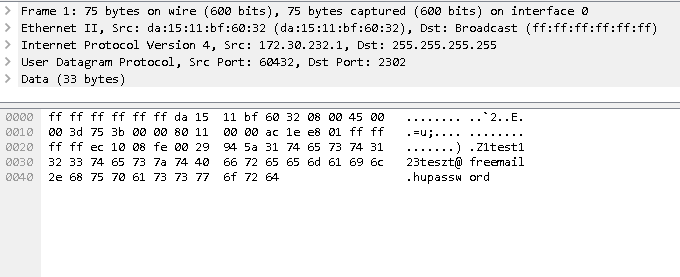 > Frame 1: 75 bytes on wire (600 bits), 75 bytes captured (600 bits) on interface 0
> Ethernet II, Src: da:15:11:bf:60:32 (da:15:11:bf:60:32), Dst: Broadcast (ff:ff:ff:ff:ff:ff)
> Internet Protocol Version 4, Src: 172.30.232.1, Dst: 255.255.255.255
> User Datagram Protocol, Src Port: 60432, Dst Port: 2302
> Data (33 bytes)
0000 ff ff ff ff ff ff da 15 11 bf 60 32 08 00 45 00 ........ ..`2..E.
0010 00 3d 75 3b 00 00 80 11 00 00 ac 1e e8 01 ff ff .=u;.... ........
0020 ff ff ec 10 08 fe 00 29 94 5a 31 74 65 73 74 31 .......) .Z1test1
0030 32 33 74 65 73 7a 74 40 66 72 65 65 6d 61 69 6c 23teszt@ freemail
0040 2e 68 75 70 61 73 73 77 6f 72 64 .hupassw ord